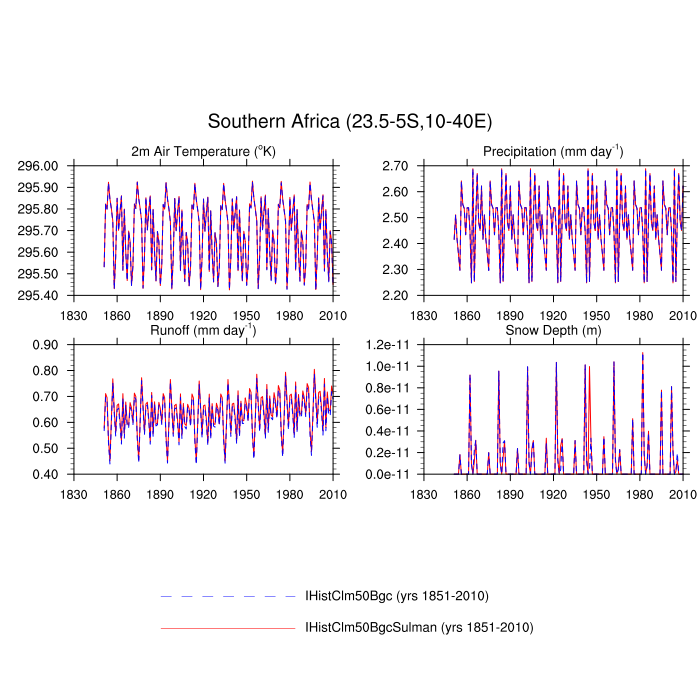 Southern Africa (23.5-5S,10-40E)
2m Air Temperature (°K)
296.00
295.90
295.80
295.70
295.60
295.50
295.40
1830 1860 1890 1920 1950 1980 2010
Precipitation (mm day⁻¹)
2.70
2.60
2.50
2.40
2.30
2.20
1830 1860 1890 1920 1950 1980 2010
Runoff (mm day⁻¹)
0.90
0.80
0.70
0.60
0.50
0.40
1830 1860 1890 1920 1950 1980 2010
Snow Depth (m)
1.2e-11
1.0e-11
0.8e-11
0.6e-11
0.4e-11
0.2e-11
0.0e-11
1830 1860 1890 1920 1950 1980 2010
IHistClm50Bgc (yrs 1851-2010)
IHistClm50BgcSulman (yrs 1851-2010)